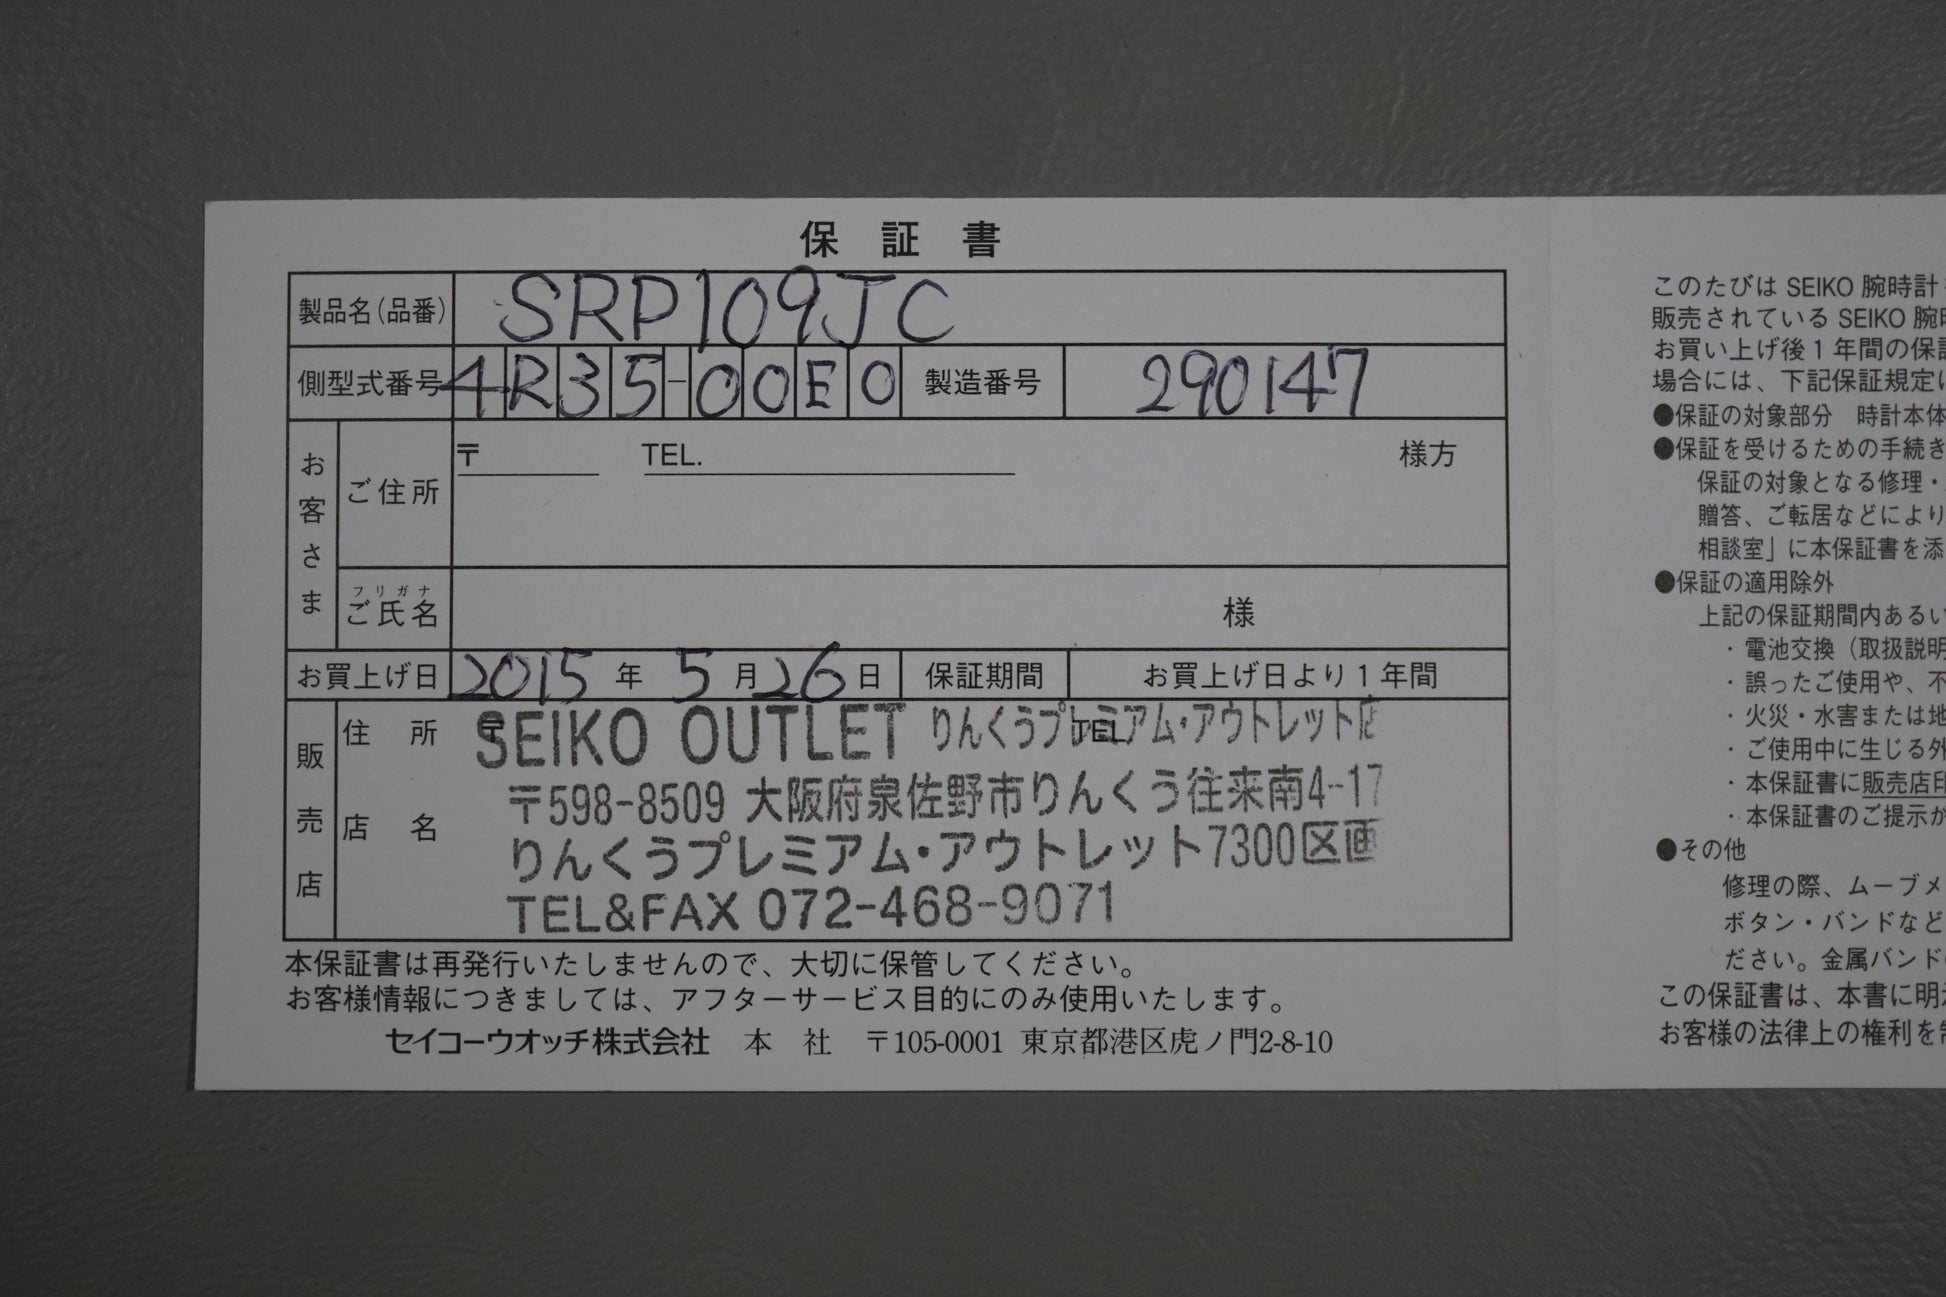 保証書
製品名(品番) SRP109JC
側型式番号 4R35-00E0 製造番号 290147
お客さま
ご住所 〒 TEL. 様方
フリガナ
ご氏名 様
お買上げ日 2015年 5月26日 保証期間 お買上げ日より1年間
販売店
住所 〒 TEL
店名
SEIKO OUTLET りんくうプレミアム・アウトレット店
〒598-8509 大阪府泉佐野市りんくう往来南4-17
りんくうプレミアム・アウトレット7300区画
TEL&FAX 072-468-9071
本保証書は再発行いたしませんので、大切に保管してください。
お客様情報につきましては、アフターサービス目的にのみ使用いたします。
セイコーウオッチ株式会社 本 社 〒105-0001 東京都港区虎ノ門2-8-10
このたびは SEIKO 腕時計
販売されている SEIKO 腕
お買い上げ後1年間の保
場合には、下記保証規定
●保証の対象部分 時計本体
●保証を受けるための手続き
保証の対象となる修理・
贈答、ご転居などにより
相談室」に本保証書を添
●保証の適用除外
上記の保証期間内あるい
・電池交換(取扱説明
・誤ったご使用や、不
・火災・水害または地
・ご使用中に生じる外
・本保証書に販売店印
・本保証書のご提示が
●その他
修理の際、ムーブメ
ボタン・バンドなど
ださい。金属バンド
この保証書は、本書に明
お客様の法律上の権利を